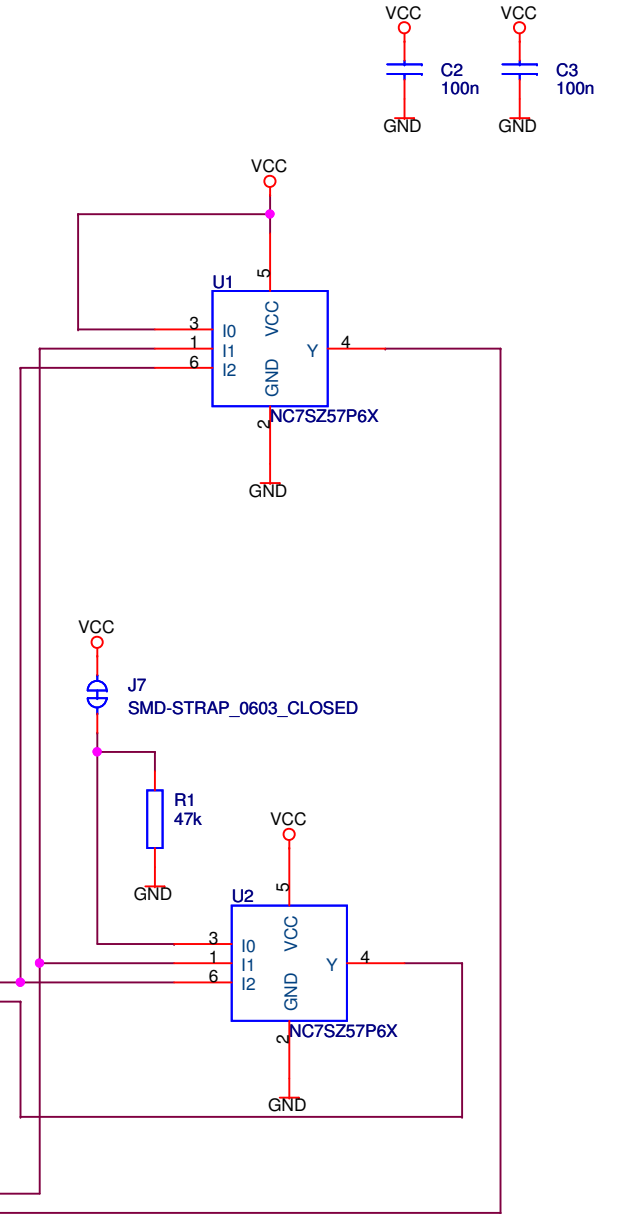 VCC
VCC
C2
100n
C3
100n
GND
GND
VCC
5
U1
3
I0
VCC
1
I1
Y
4
6
I2
GND
2
NC7SZ57P6X
GND
VCC
J7
SMD-STRAP_0603_CLOSED
R1
47k
VCC
GND
5
U2
3
I0
VCC
1
I1
Y
4
6
I2
GND
2
NC7SZ57P6X
GND